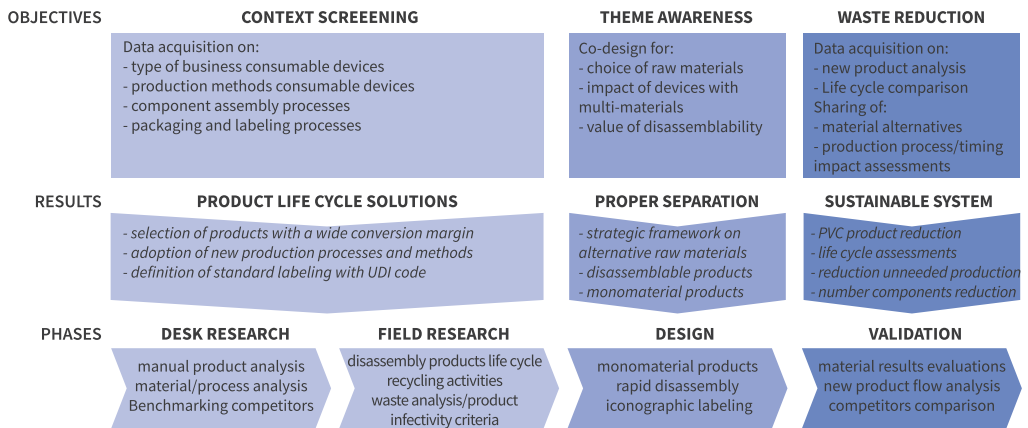 OBJECTIVES
CONTEXT SCREEENING
Data acquisition on:
- type of business consumable devices
- production methods consumable devices
- component assembly processes
- packaging and labeling processes
THEME AWARENESS
Co-design for:
- choice of raw materials
- impact of devices with
multi-materials
- value of disassemblability
WASTE REDUCTION
Data acquisition on:
- new product analysis
- Life cycle comparison
Sharing of:
- material alternatives
- production process/timing
impact assessments
RESULTS
PRODUCT LIFE CYCLE SOLUTIONS
- selection of products with a wide conversion margin
- adoption of new production processes and methods
- definition of standard labeling with UDI code
PROPER SEPARATION
- strategic framework on
alternative raw materials
- disassemblable products
- monomaterial products
SUSTAINABLE SYSTEM
- PVC product reduction
- life cycle assessments
- reduction unneeded production
- number components reduction
PHASES
DESK RESEARCH
manual product analysis
material/process analysis
Benchmarking competitors
FIELD RESEARCH
disassembly products life cycle
recycling activities
waste analysis/product
infectivity criteria
DESIGN
monomaterial products
rapid disassembly
iconographic labeling
VALIDATION
material results evaluations
new product flow analysis
competitors comparison